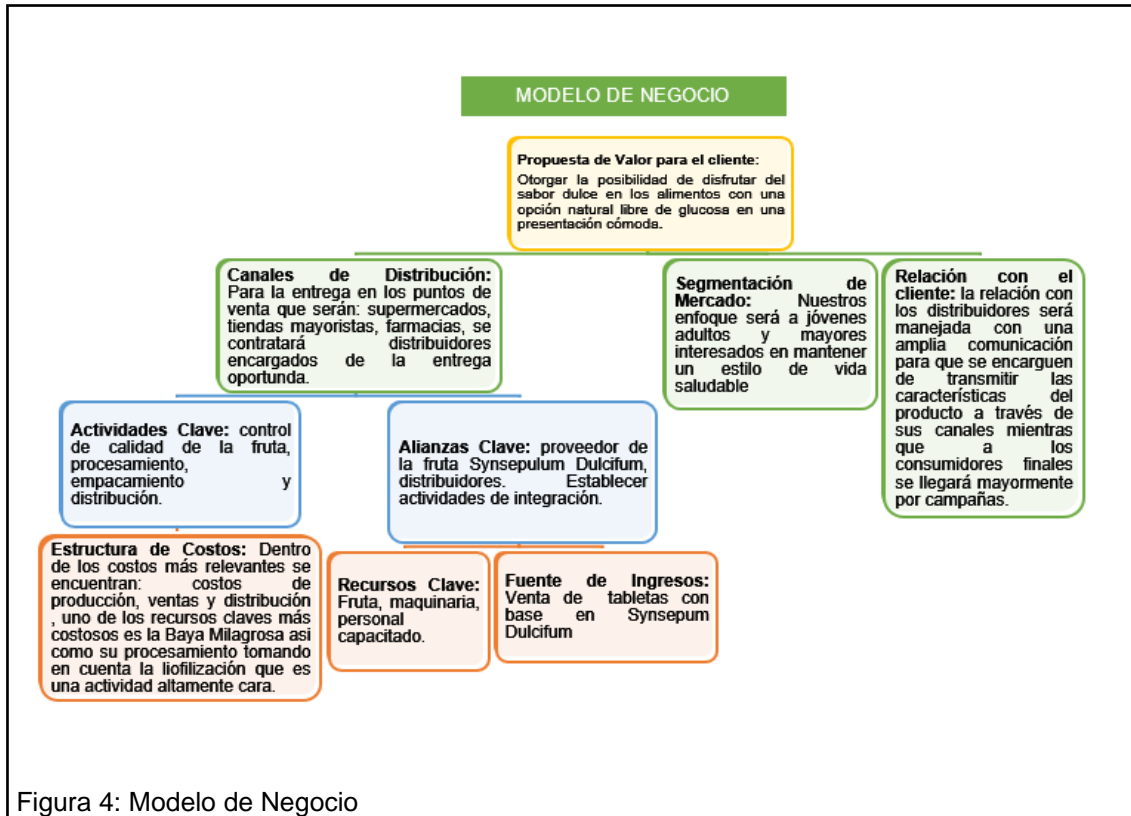 MODELO DE NEGOCIO
Propuesta de Valor para el cliente:
Otorgar la posibilidad de disfrutar del
sabor dulce en los alimentos con una
opción natural libre de glucosa en una
presentación cómoda.
Canales de Distribución:
Para la entrega en los puntos de
venta que serán: supermercados,
tiendas mayoristas, farmacias, se
contratará distribuidores
encargados de la entrega
oportunda.
Segmentación de
Mercado: Nuestros
enfoque será a jóvenes
adultos y mayores
interesados en mantener
un estilo de vida
saludable
Relación con el
cliente: la relación con
los distribuidores será
manejada con una
amplia comunicación
para que se encarguen
de transmitir las
características del
producto a través de
sus canales mientras
que a los
consumidores finales
se llegará mayormente
por campañas.
Actividades Clave: control
de calidad de la fruta,
procesamiento,
empacamiento y
distribución.
Alianzas Clave: proveedor de
la fruta Synsepulum Dulcifum,
distribuidores. Establecer
actividades de integración.
Estructura de Costos: Dentro
de los costos más relevantes se
encuentran: costos de
producción, ventas y distribución
, uno de los recursos claves más
costosos es la Baya Milagrosa asi
como su procesamiento tomando
en cuenta la liofilización que es
una actividad altamente cara.
Recursos Clave:
Fruta, maquinaria,
personal
capacitado.
Fuente de Ingresos:
Venta de tabletas con
base en Synsepum
Dulcifum
Figura 4: Modelo de Negocio